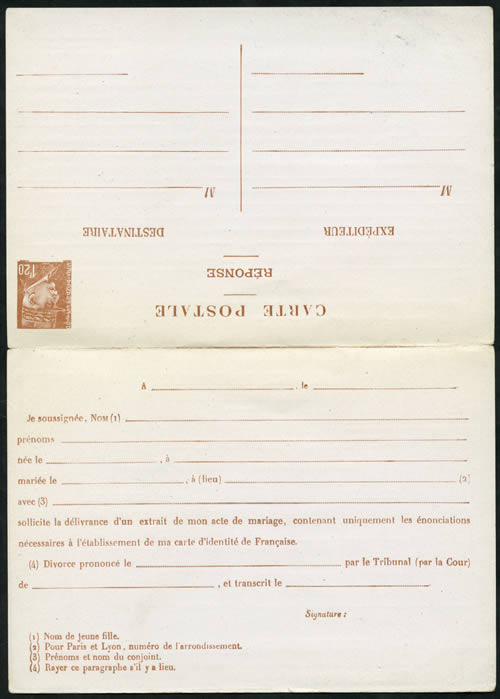 CARTE POSTALE
RÉPONSE
EXPÉDITEUR
DESTINATAIRE
M
M
A , le
Je soussignée, NOM (1)
prénoms
née le , à
mariée le , à (lieu) (2)
avec (3)
sollicite la délivrance d'un extrait de mon acte de mariage, contenant uniquement les énonciations
nécessaires à l'établissement de ma carte d'identité de Française.
(4) Divorce prononcé le par le Tribunal (par la Cour)
de , et transcrit le
Signature :
(1) Nom de jeune fille.
(2) Pour Paris et Lyon, numéro de l'arrondissement.
(3) Prénoms et nom du conjoint.
(4) Rayer ce paragraphe s'il y a lieu.